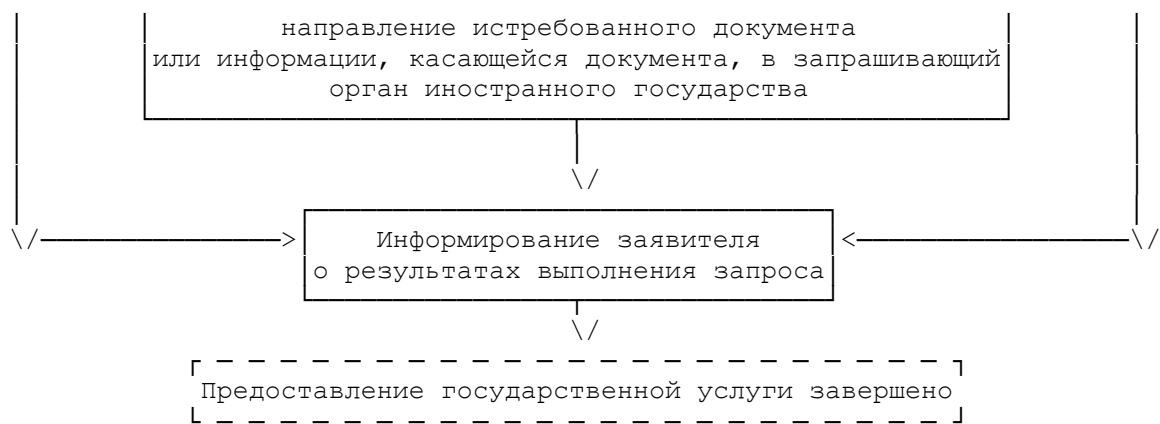 направление истребованного документа
или информации, касающейся документа, в запрашивающий
орган иностранного государства
Информирование заявителя
о результатах выполнения запроса
Предоставление государственной услуги завершено